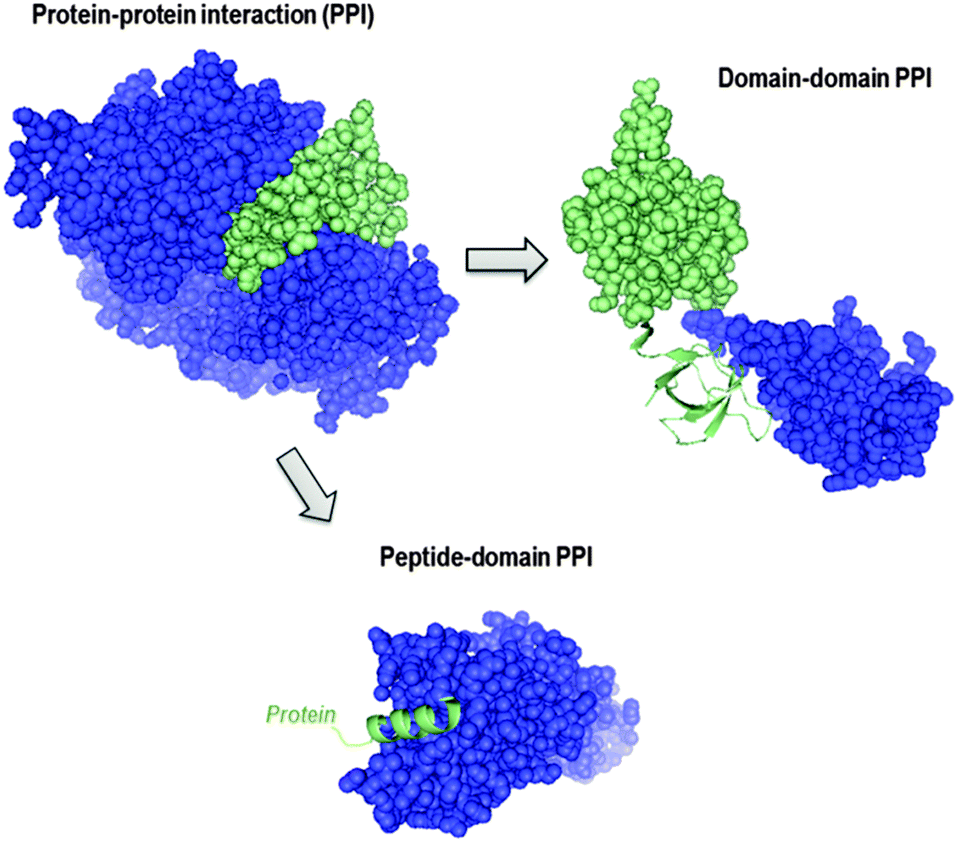 Protein-protein interaction (PPI)
Domain-domain PPI
Peptide-domain PPI
Protein